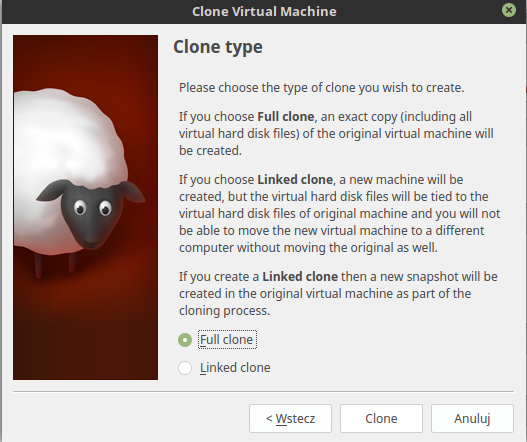 Clone Virtual Machine
Clone type
Please choose the type of clone you wish to create.
If you choose Full clone, an exact copy (including all
virtual hard disk files) of the original virtual machine will
be created.
If you choose Linked clone, a new machine will be
created, but the virtual hard disk files will be tied to the
virtual hard disk files of original machine and you will not
be able to move the new virtual machine to a different
computer without moving the original as well.
If you create a Linked clone then a new snapshot will be
created in the original virtual machine as part of the
cloning process.
Full clone
Linked clone
< Wstecz
Clone
Anuluj